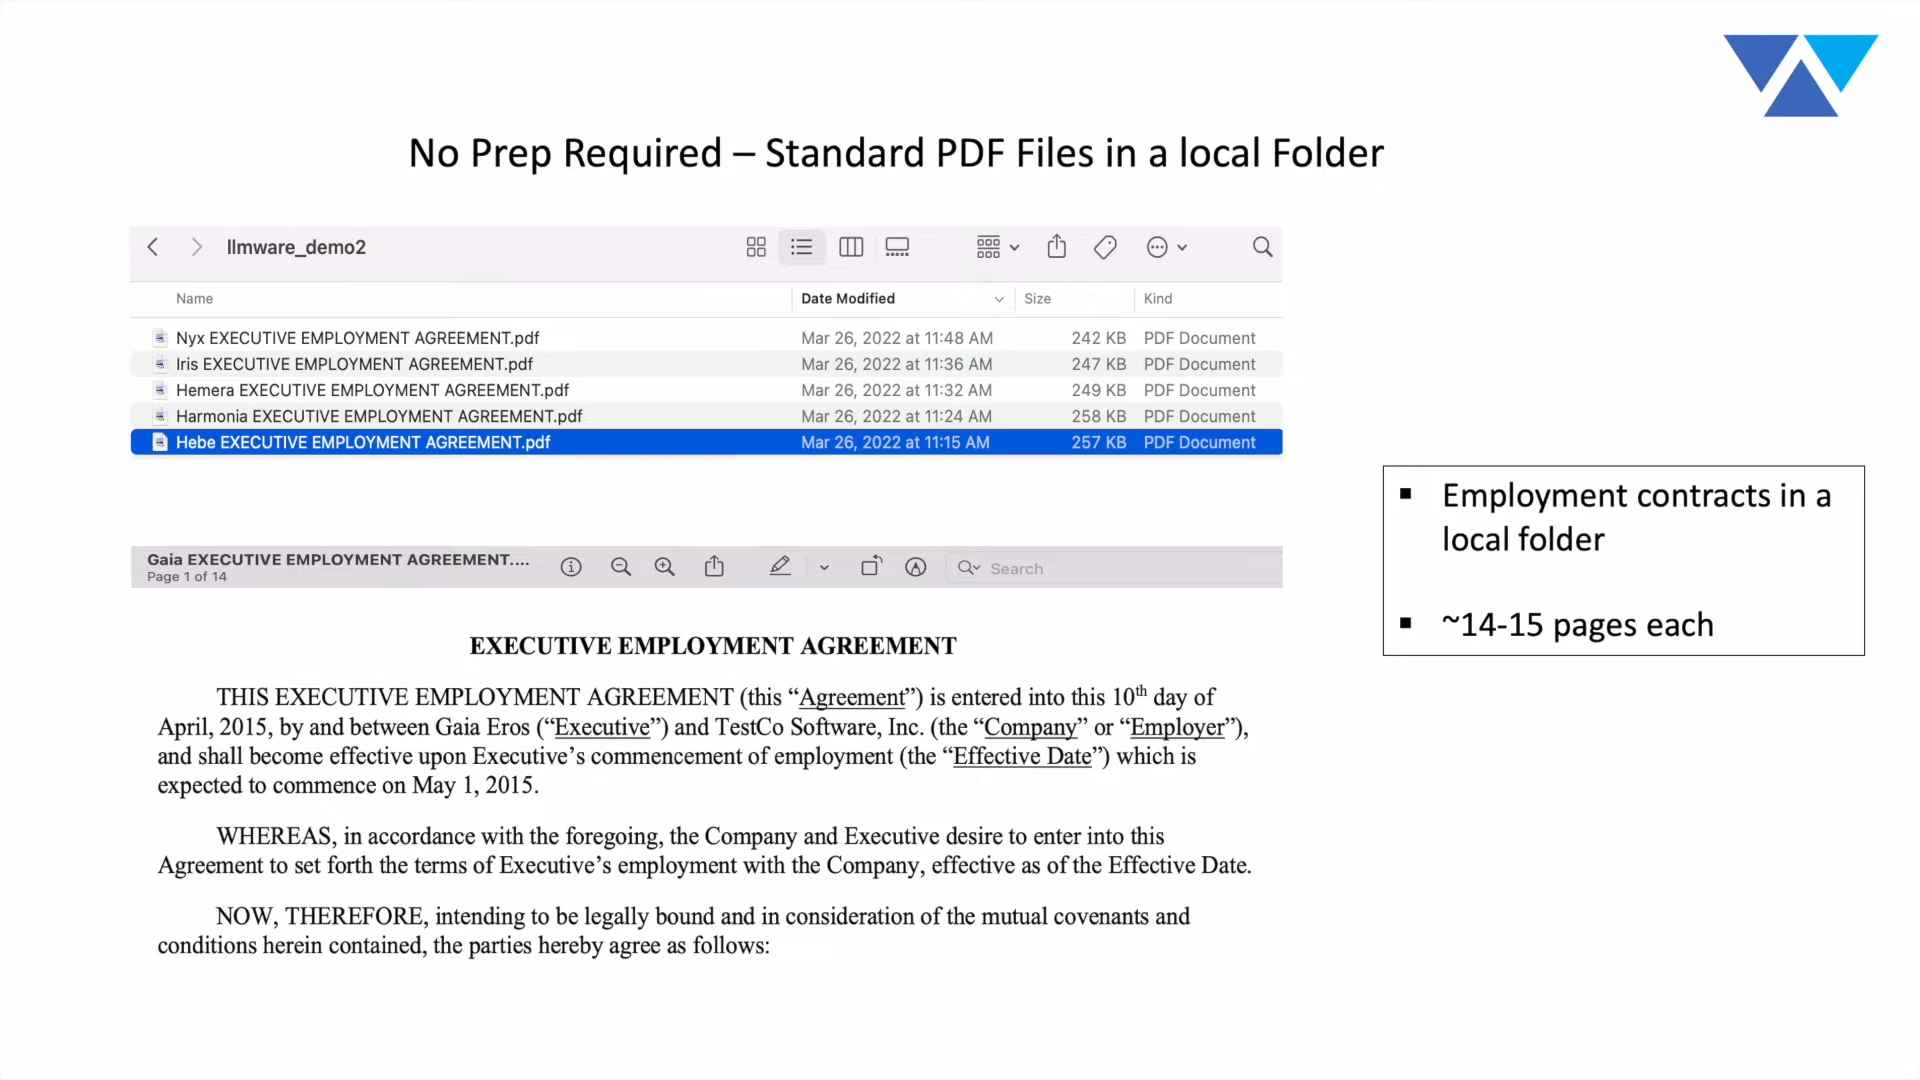 No Prep Required – Standard PDF Files in a local Folder
llmware_demo2
Name Date Modified Size Kind
Nyx EXECUTIVE EMPLOYMENT AGREEMENT.pdf Mar 26, 2022 at 11:48 AM 242 KB PDF Document
Iris EXECUTIVE EMPLOYMENT AGREEMENT.pdf Mar 26, 2022 at 11:36 AM 247 KB PDF Document
Hemera EXECUTIVE EMPLOYMENT AGREEMENT.pdf Mar 26, 2022 at 11:32 AM 249 KB PDF Document
Harmonia EXECUTIVE EMPLOYMENT AGREEMENT.pdf Mar 26, 2022 at 11:24 AM 258 KB PDF Document
Hebe EXECUTIVE EMPLOYMENT AGREEMENT.pdf Mar 26, 2022 at 11:15 AM 257 KB PDF Document
Gaia EXECUTIVE EMPLOYMENT AGREEMENT....
Page 1 of 14
Search
EXECUTIVE EMPLOYMENT AGREEMENT
THIS EXECUTIVE EMPLOYMENT AGREEMENT (this “Agreement”) is entered into this 10th day of
April, 2015, by and between Gaia Eros (“Executive”) and TestCo Software, Inc. (the “Company” or “Employer”),
and shall become effective upon Executive’s commencement of employment (the “Effective Date”) which is
expected to commence on May 1, 2015.
WHEREAS, in accordance with the foregoing, the Company and Executive desire to enter into this
Agreement to set forth the terms of Executive’s employment with the Company, effective as of the Effective Date.
NOW, THEREFORE, intending to be legally bound and in consideration of the mutual covenants and
conditions herein contained, the parties hereby agree as follows:
▪ Employment contracts in a
local folder
▪ ~14-15 pages each